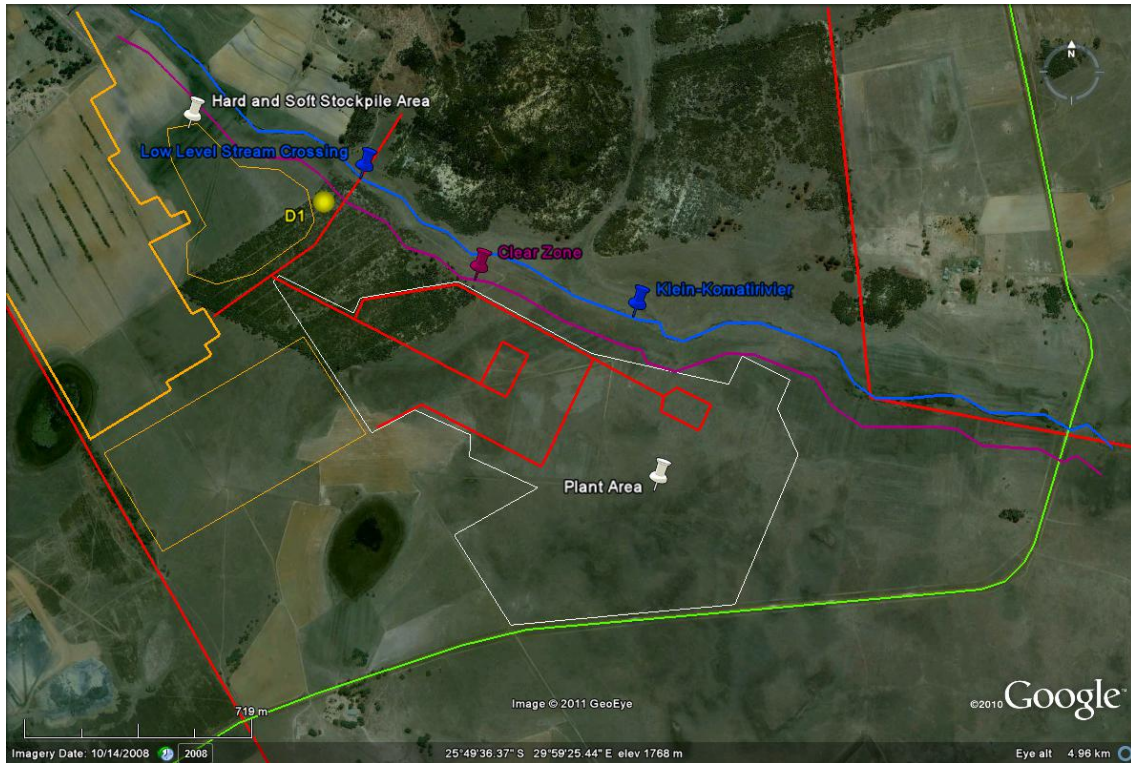 N
Hard and Soft Stockpile Area
Low Level Stream Crossing
D1
Clear Zone
Klein-Komatirivier
Plant Area
719 m
Image © 2011 GeoEye
©2010 Google™
Imagery Date: 10/14/2008 2008 25°49'36.37" S 29°59'25.44" E elev 1768 m Eye alt 4.96 km